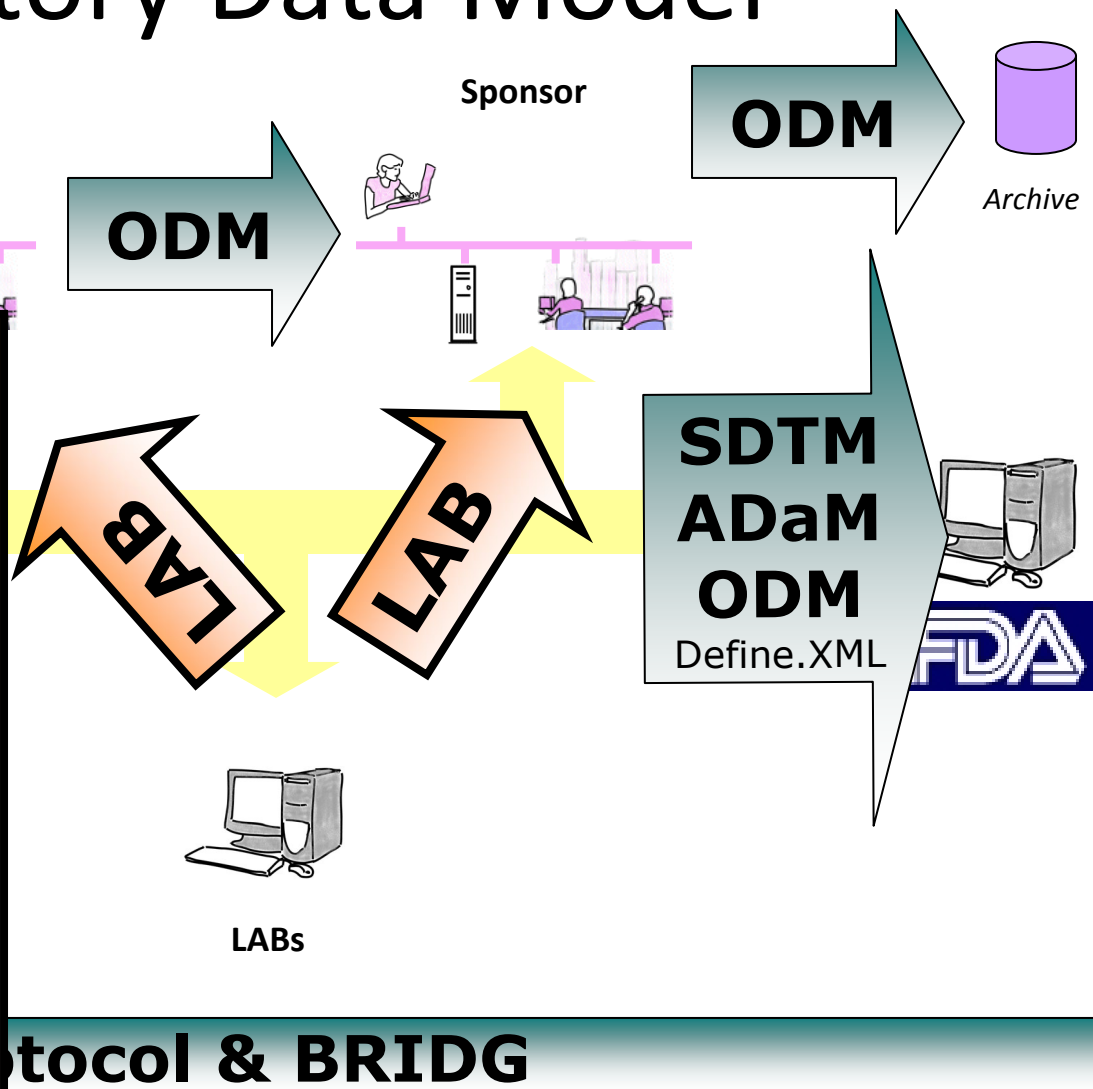 tory Data Model
Sponsor
ODM
ODM
Archive
LAB
LAB
SDTM
ADaM
ODM
Define.XML
FDA
LABs
tocol & BRIDG